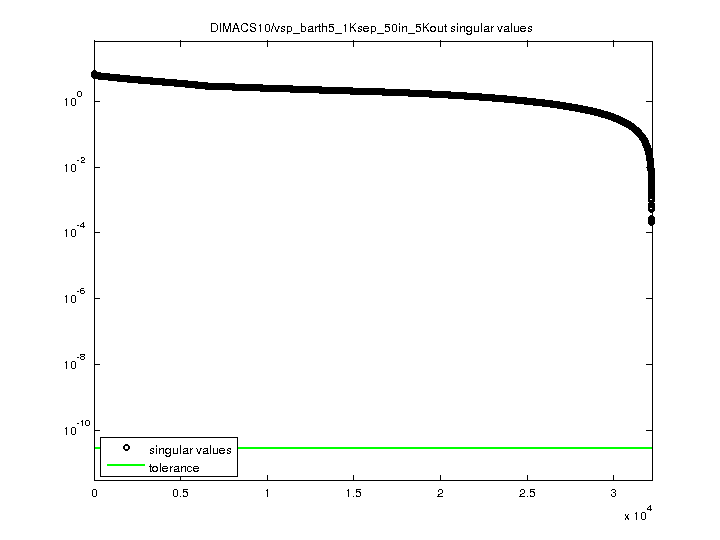 DIMACS10/vsp_barth5_1Ksep_50in_5Kout singular values
10^0
10^-2
10^-4
10^-6
10^-8
10^-10
singular values
tolerance
0 0.5 1 1.5 2 2.5 3
x 10^4